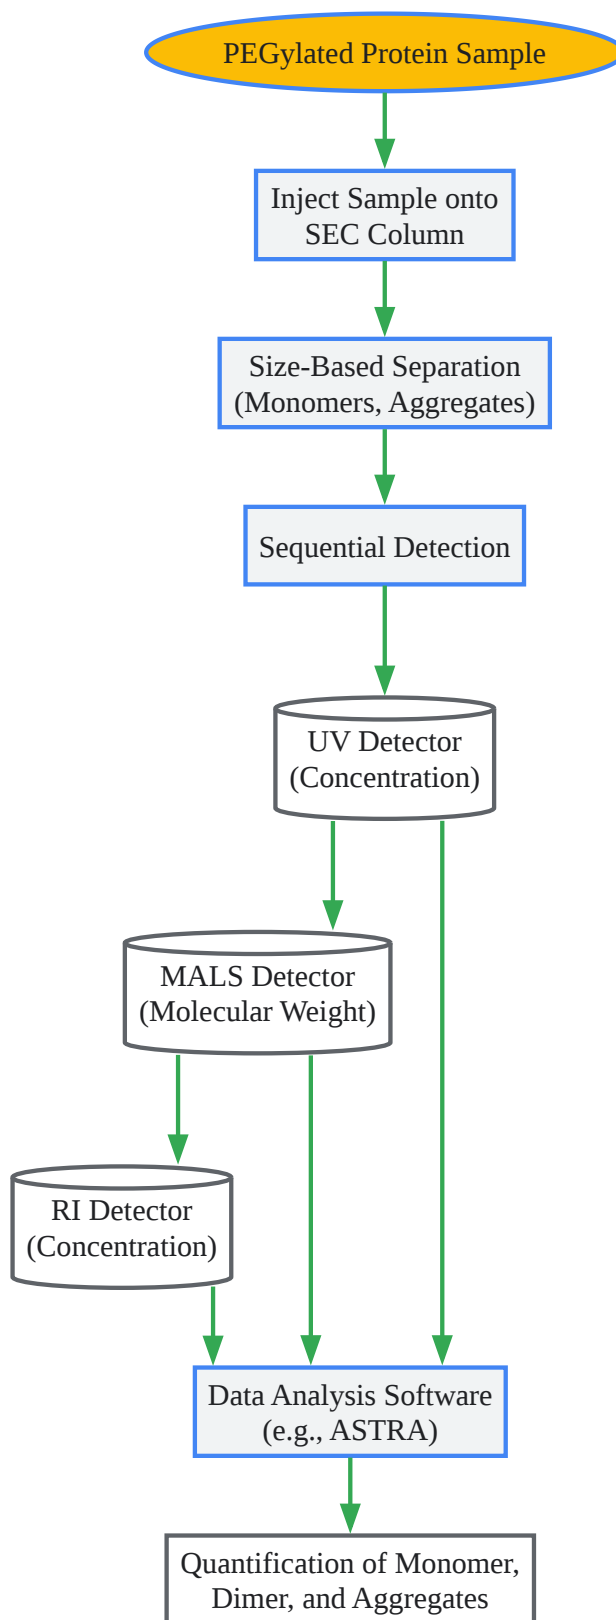 PEGylated Protein Sample
Inject Sample onto
SEC Column
Size-Based Separation
(Monomers, Aggregates)
Sequential Detection
UV Detector
(Concentration)
MALS Detector
(Molecular Weight)
RI Detector
(Concentration)
Data Analysis Software
(e.g., ASTRA)
Quantification of Monomer,
Dimer, and Aggregates